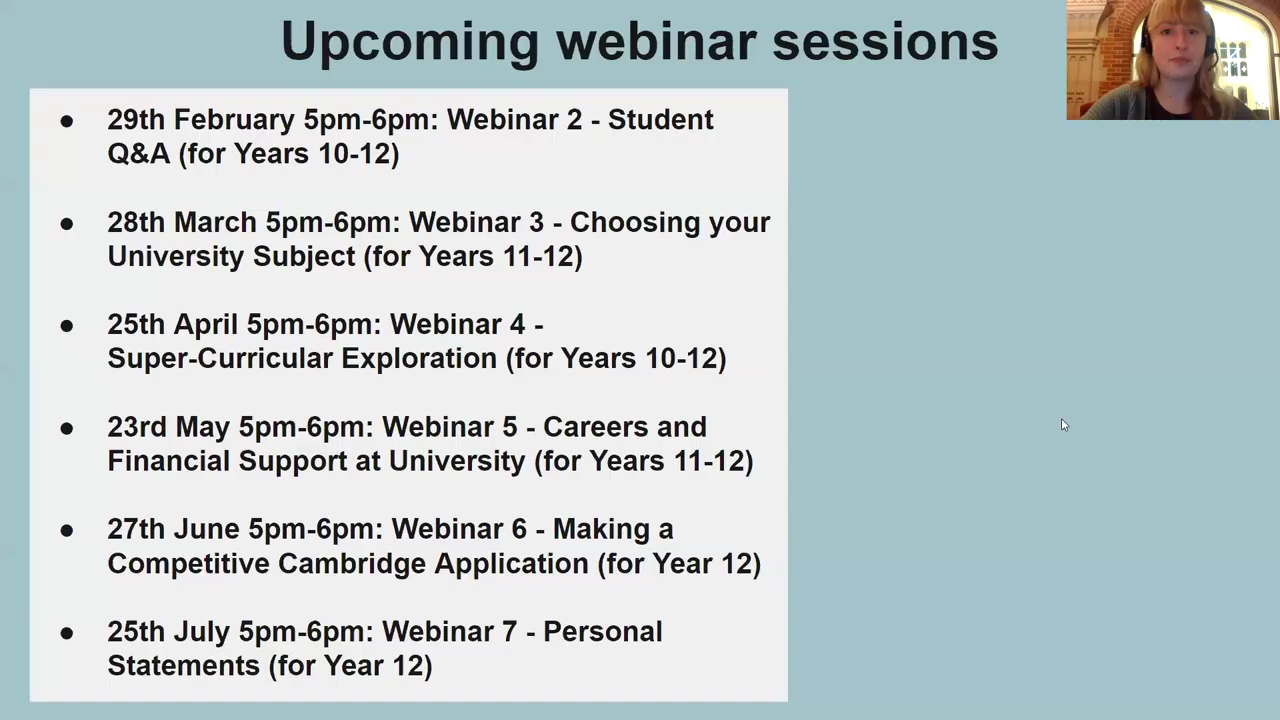 Upcoming webinar sessions
● 29th February 5pm-6pm: Webinar 2 - Student
Q&A (for Years 10-12)
● 28th March 5pm-6pm: Webinar 3 - Choosing your
University Subject (for Years 11-12)
● 25th April 5pm-6pm: Webinar 4 -
Super-Curricular Exploration (for Years 10-12)
● 23rd May 5pm-6pm: Webinar 5 - Careers and
Financial Support at University (for Years 11-12)
● 27th June 5pm-6pm: Webinar 6 - Making a
Competitive Cambridge Application (for Year 12)
● 25th July 5pm-6pm: Webinar 7 - Personal
Statements (for Year 12)